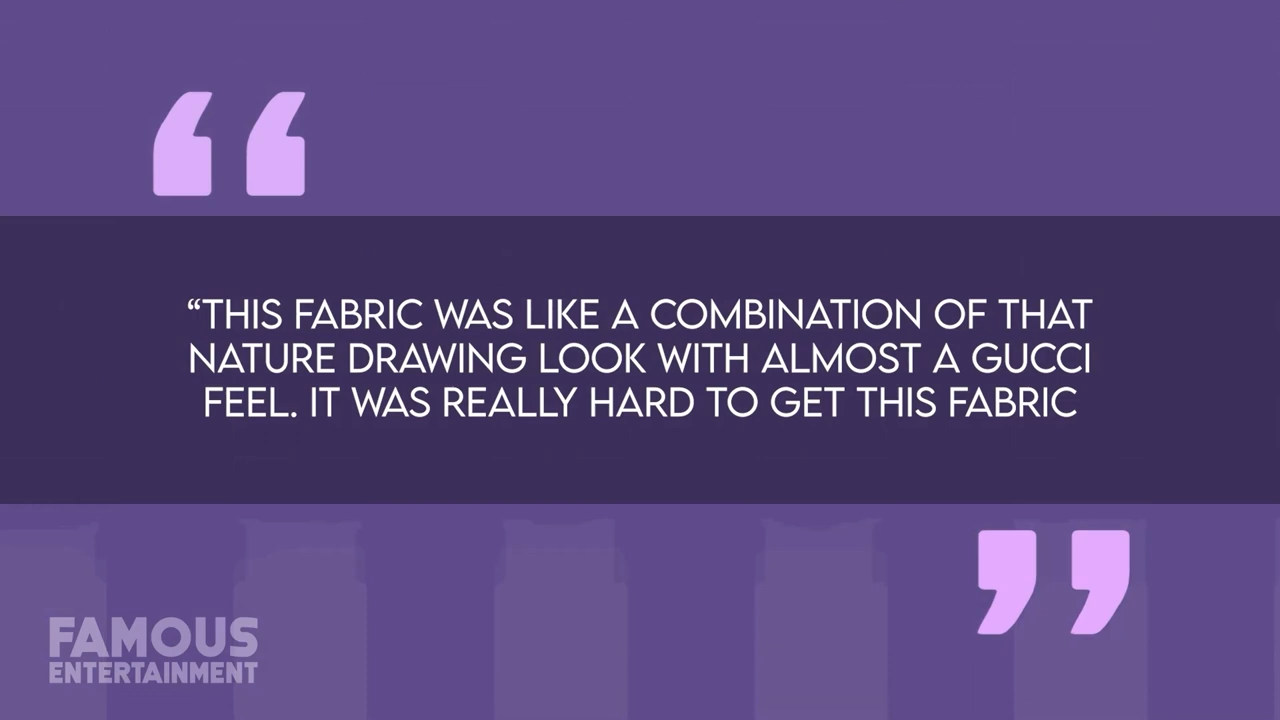 “THIS FABRIC WAS LIKE A COMBINATION OF THAT
NATURE DRAWING LOOK WITH ALMOST A GUCCI
FEEL. IT WAS REALLY HARD TO GET THIS FABRIC
FAMOUS
ENTERTAINMENT